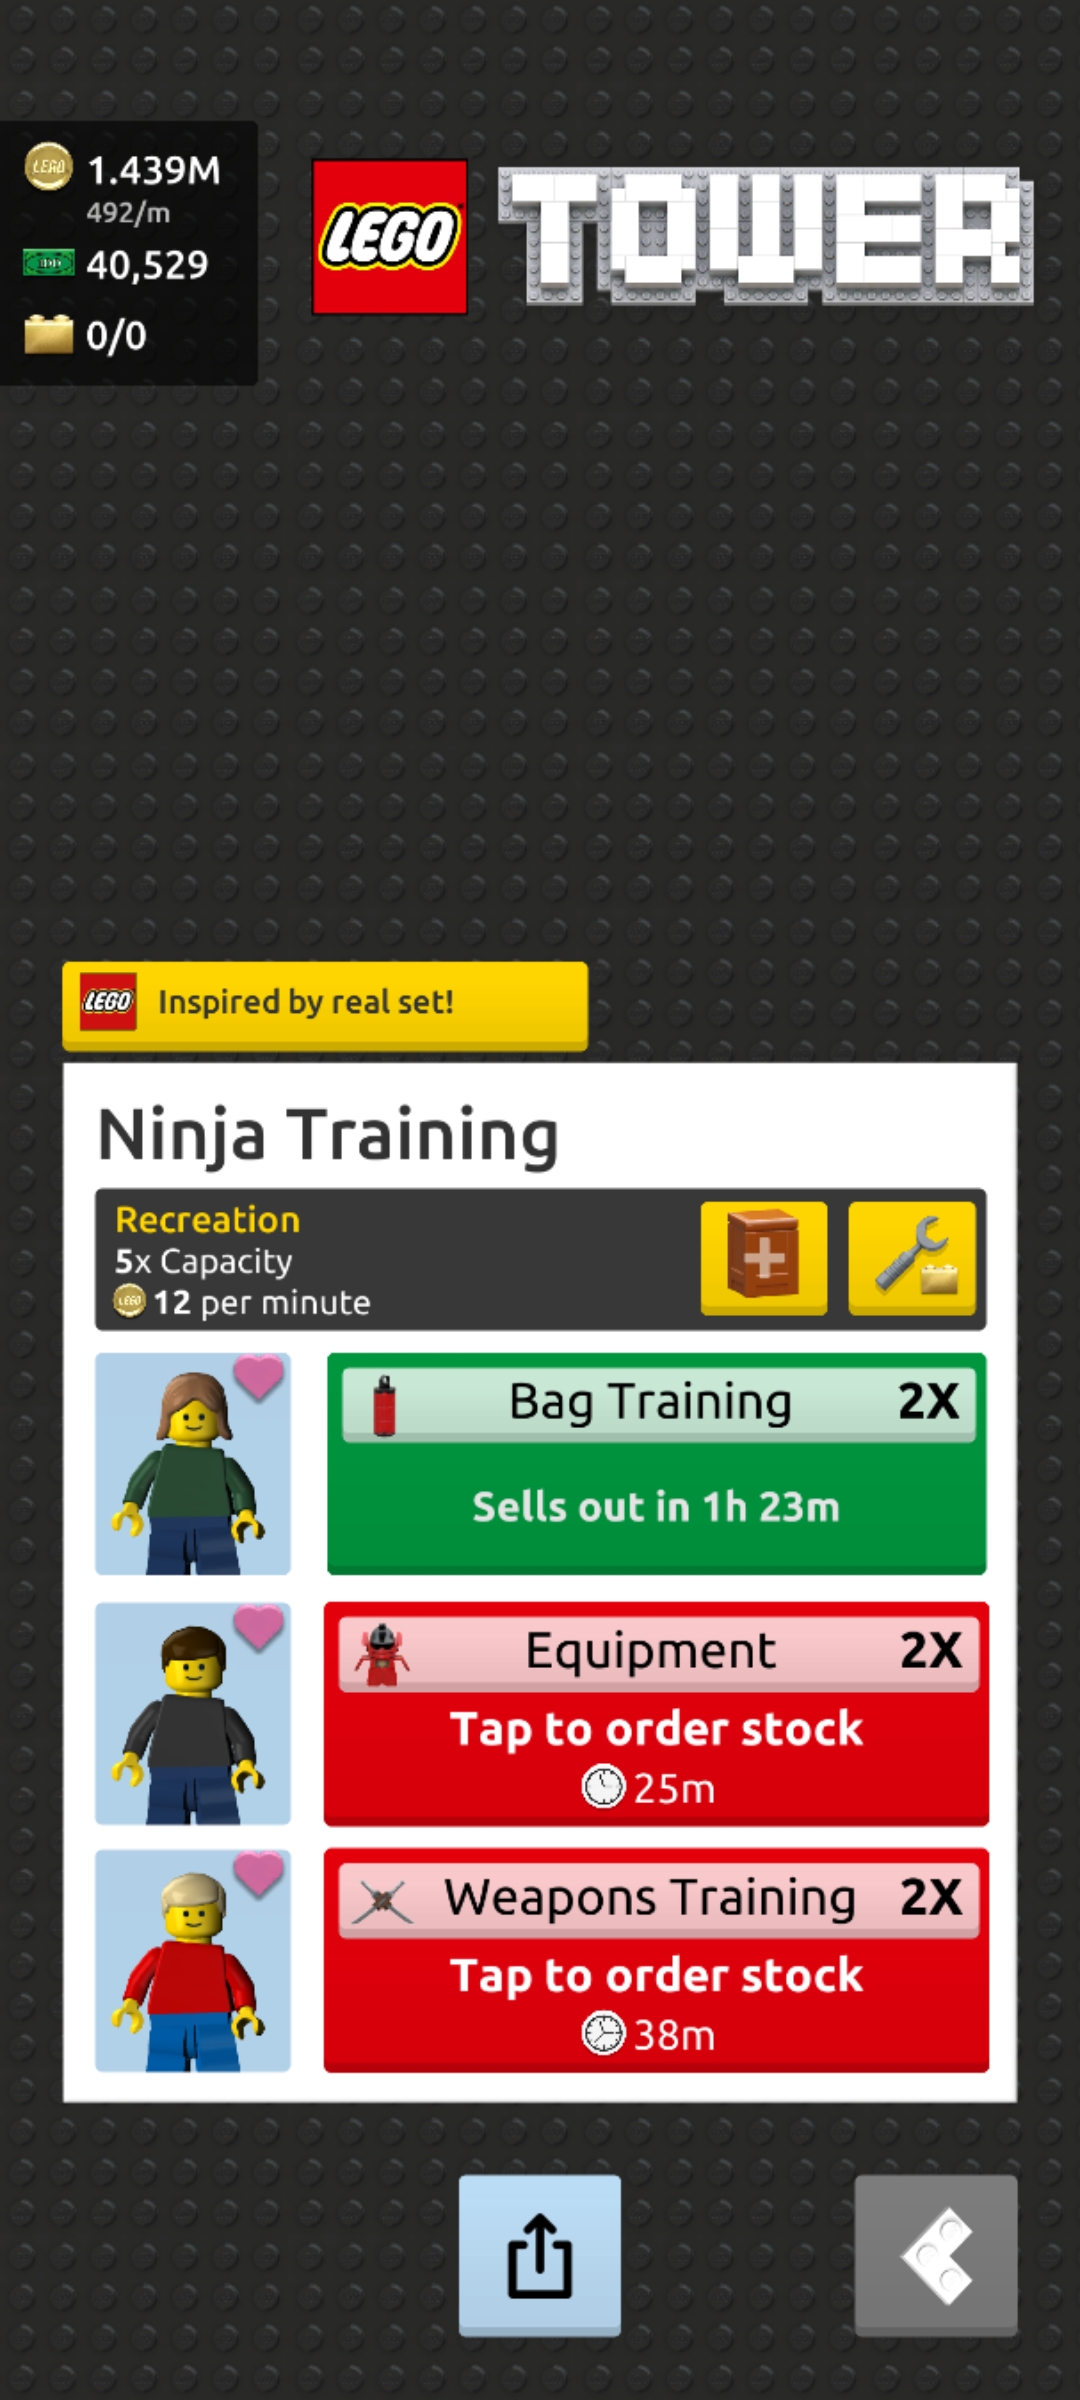 1.439M
492/m
40,529
0/0
LEGO
TOWER
LEGO Inspired by real set!
Ninja Training
Recreation
5x Capacity
12 per minute
Bag Training 2X
Sells out in 1h 23m
Equipment 2X
Tap to order stock
25m
Weapons Training 2X
Tap to order stock
38m